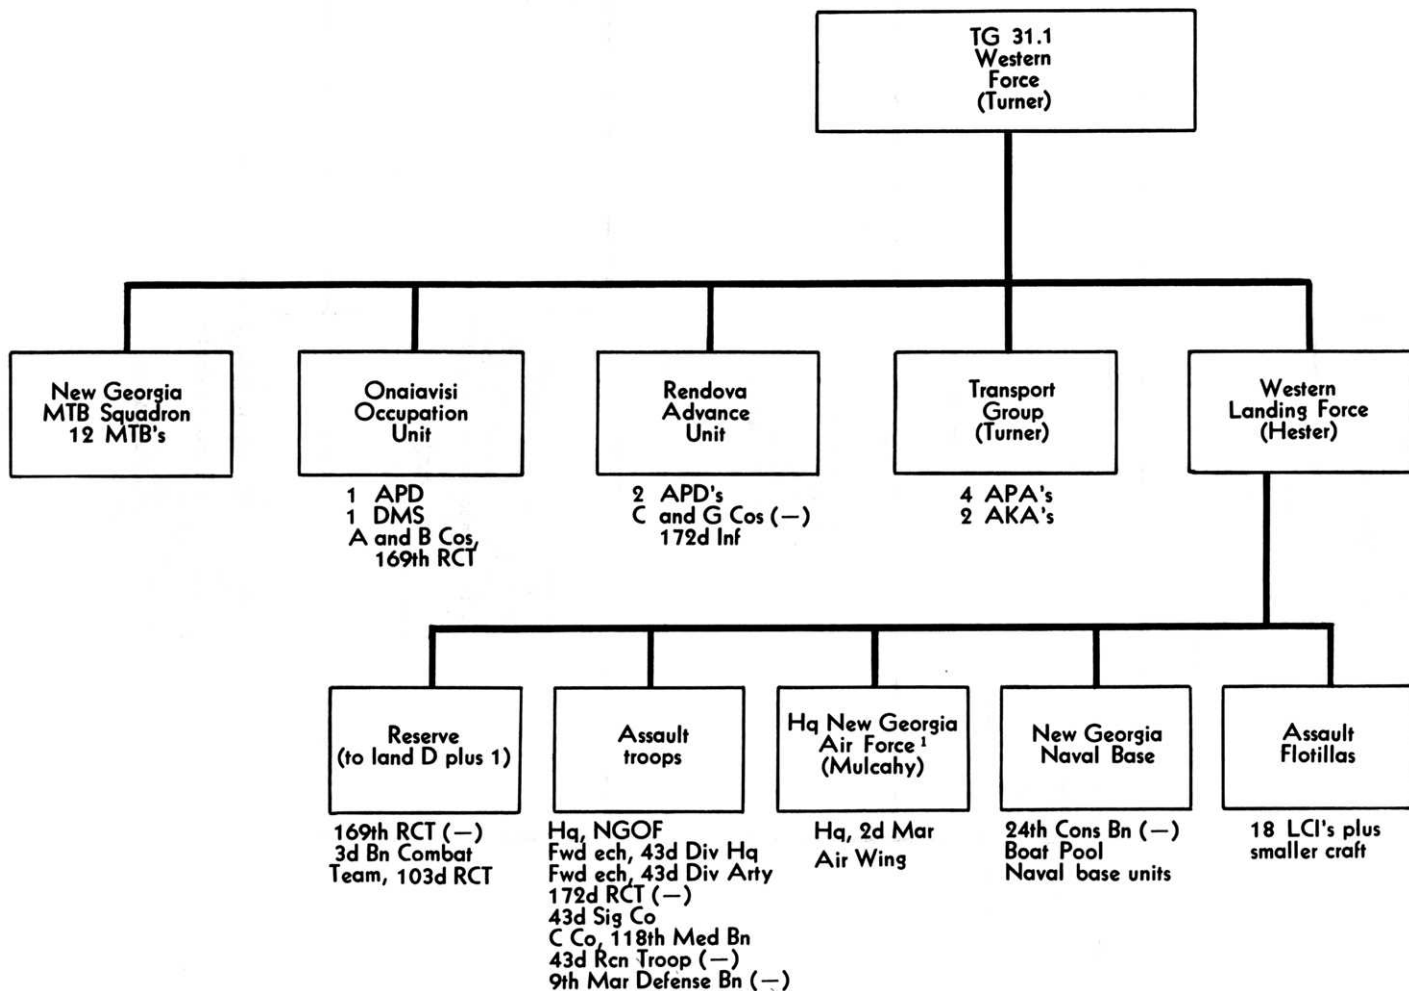 TG 31.1
Western
Force
(Turner)
New Georgia
MTB Squadron
12 MTB's
Onaiavisi
Occupation
Unit
1 APD
1 DMS
A and B Cos,
169th RCT
Rendova
Advance
Unit
2 APD's
C and G Cos (—)
172d Inf
Transport
Group
(Turner)
4 APA's
2 AKA's
Western
Landing Force
(Hester)
Reserve
(to land D plus 1)
169th RCT (—)
3d Bn Combat
Team, 103d RCT
Assault
troops
Hq, NGOF
Fwd ech, 43d Div Hq
Fwd ech, 43d Div Arty
172d RCT (—)
43d Sig Co
C Co, 118th Med Bn
43d Rcn Troop (—)
9th Mar Defense Bn (—)
Hq New Georgia
Air Force ¹
(Mulcahy)
Hq, 2d Mar
Air Wing
New Georgia
Naval Base
24th Cons Bn (—)
Boat Pool
Naval base units
Assault
Flotillas
18 LCI's plus
smaller craft